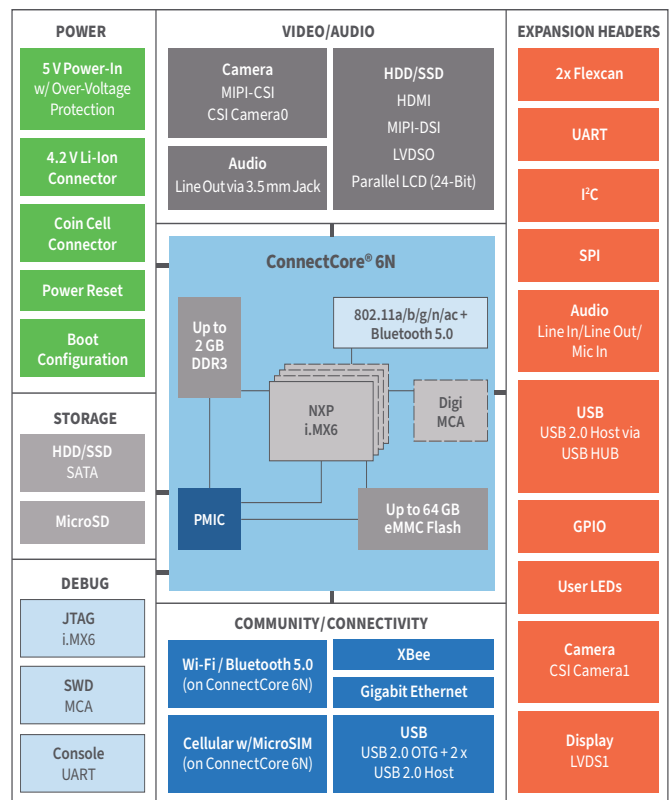 POWER
5 V Power-In
w/ Over-Voltage
Protection
4.2 V Li-Ion
Connector
Coin Cell
Connector
Power Reset
Boot
Configuration
STORAGE
HDD/SSD
SATA
MicroSD
DEBUG
JTAG
i.MX6
SWD
MCA
Console
UART
VIDEO/AUDIO
Camera
MIPI-CSI
CSI Camera0
Audio
Line Out via 3.5 mm Jack
HDD/SSD
HDMI
MIPI-DSI
LVDSO
Parallel LCD (24-Bit)
ConnectCore® 6N
Up to
2 GB
DDR3
802.11a/b/g/n/ac +
Bluetooth 5.0
NXP
i.MX6
Digi
MCA
PMIC
Up to 64 GB
eMMC Flash
COMMUNITY/CONNECTIVITY
Wi-Fi / Bluetooth 5.0
(on ConnectCore 6N)
Cellular w/MicroSIM
(on ConnectCore 6N)
XBee
Gigabit Ethernet
USB
USB 2.0 OTG + 2 x
USB 2.0 Host
EXPANSION HEADERS
2x Flexcan
UART
I²C
SPI
Audio
Line In/Line Out/
Mic In
USB
USB 2.0 Host via
USB HUB
GPIO
User LEDs
Camera
CSI Camera1
Display
LVDS1